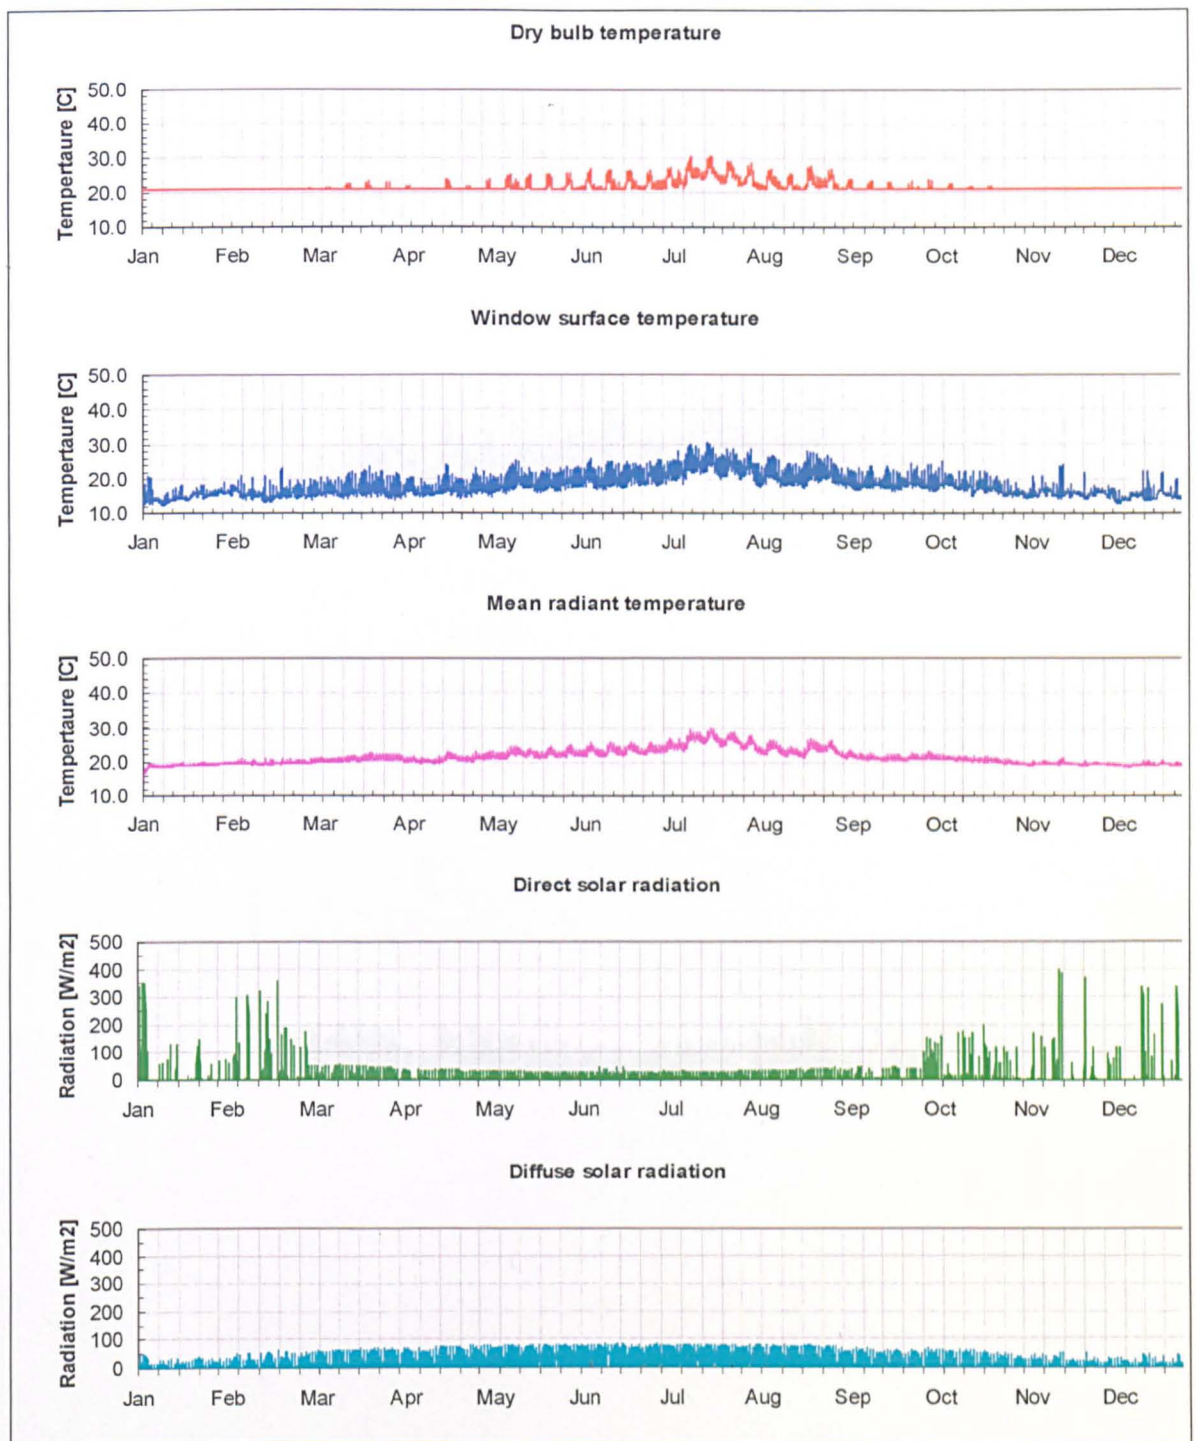 Dry bulb temperature
Tempertaure [C]
50.0
40.0
30.0
20.0
10.0
Jan Feb Mar Apr May Jun Jul Aug Sep Oct Nov Dec
Window surface temperature
Tempertaure [C]
50.0
40.0
30.0
20.0
10.0
Jan Feb Mar Apr May Jun Jul Aug Sep Oct Nov Dec
Mean radiant temperature
Tempertaure [C]
50.0
40.0
30.0
20.0
10.0
Jan Feb Mar Apr May Jun Jul Aug Sep Oct Nov Dec
Direct solar radiation
Radiation [W/m2]
500
400
300
200
100
0
Jan Feb Mar Apr May Jun Jul Aug Sep Oct Nov Dec
Diffuse solar radiation
Radiation [W/m2]
500
400
300
200
100
0
Jan Feb Mar Apr May Jun Jul Aug Sep Oct Nov Dec